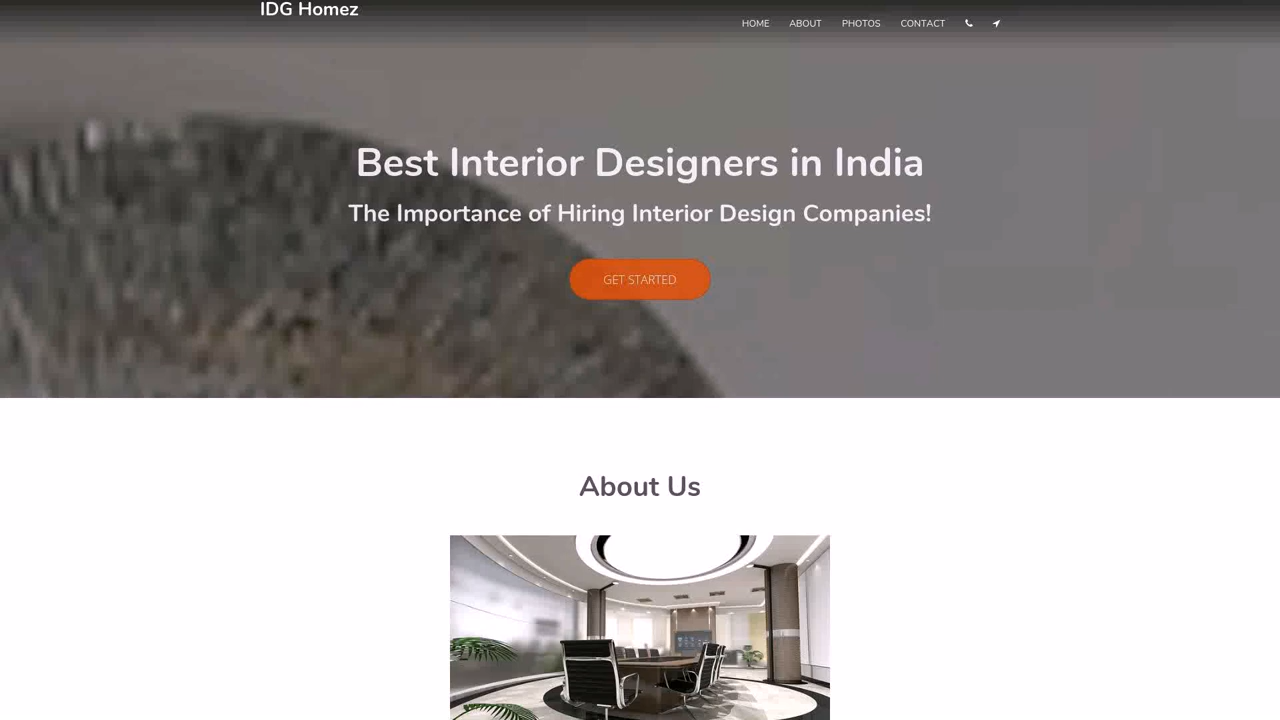 IDG Homez
HOME ABOUT PHOTOS CONTACT
Best Interior Designers in India
The Importance of Hiring Interior Design Companies!
GET STARTED
About Us